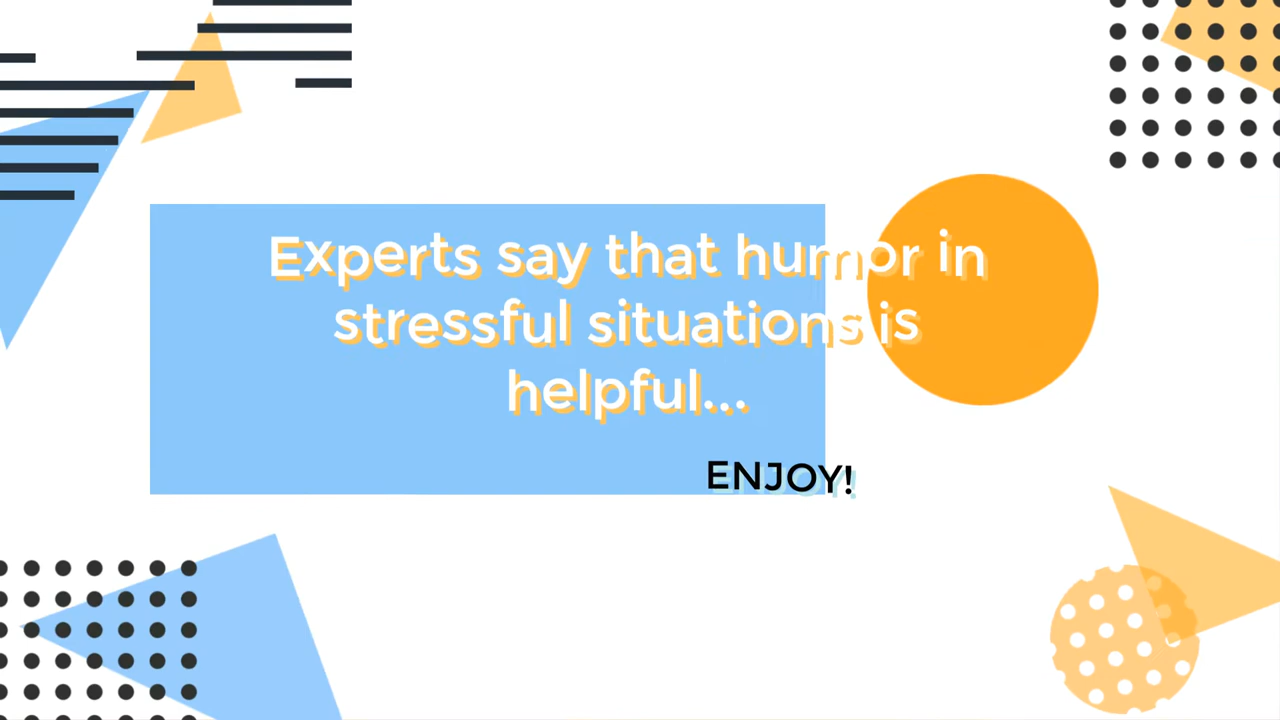 Experts say that humor in
stressful situations is
helpful...
ENJOY!